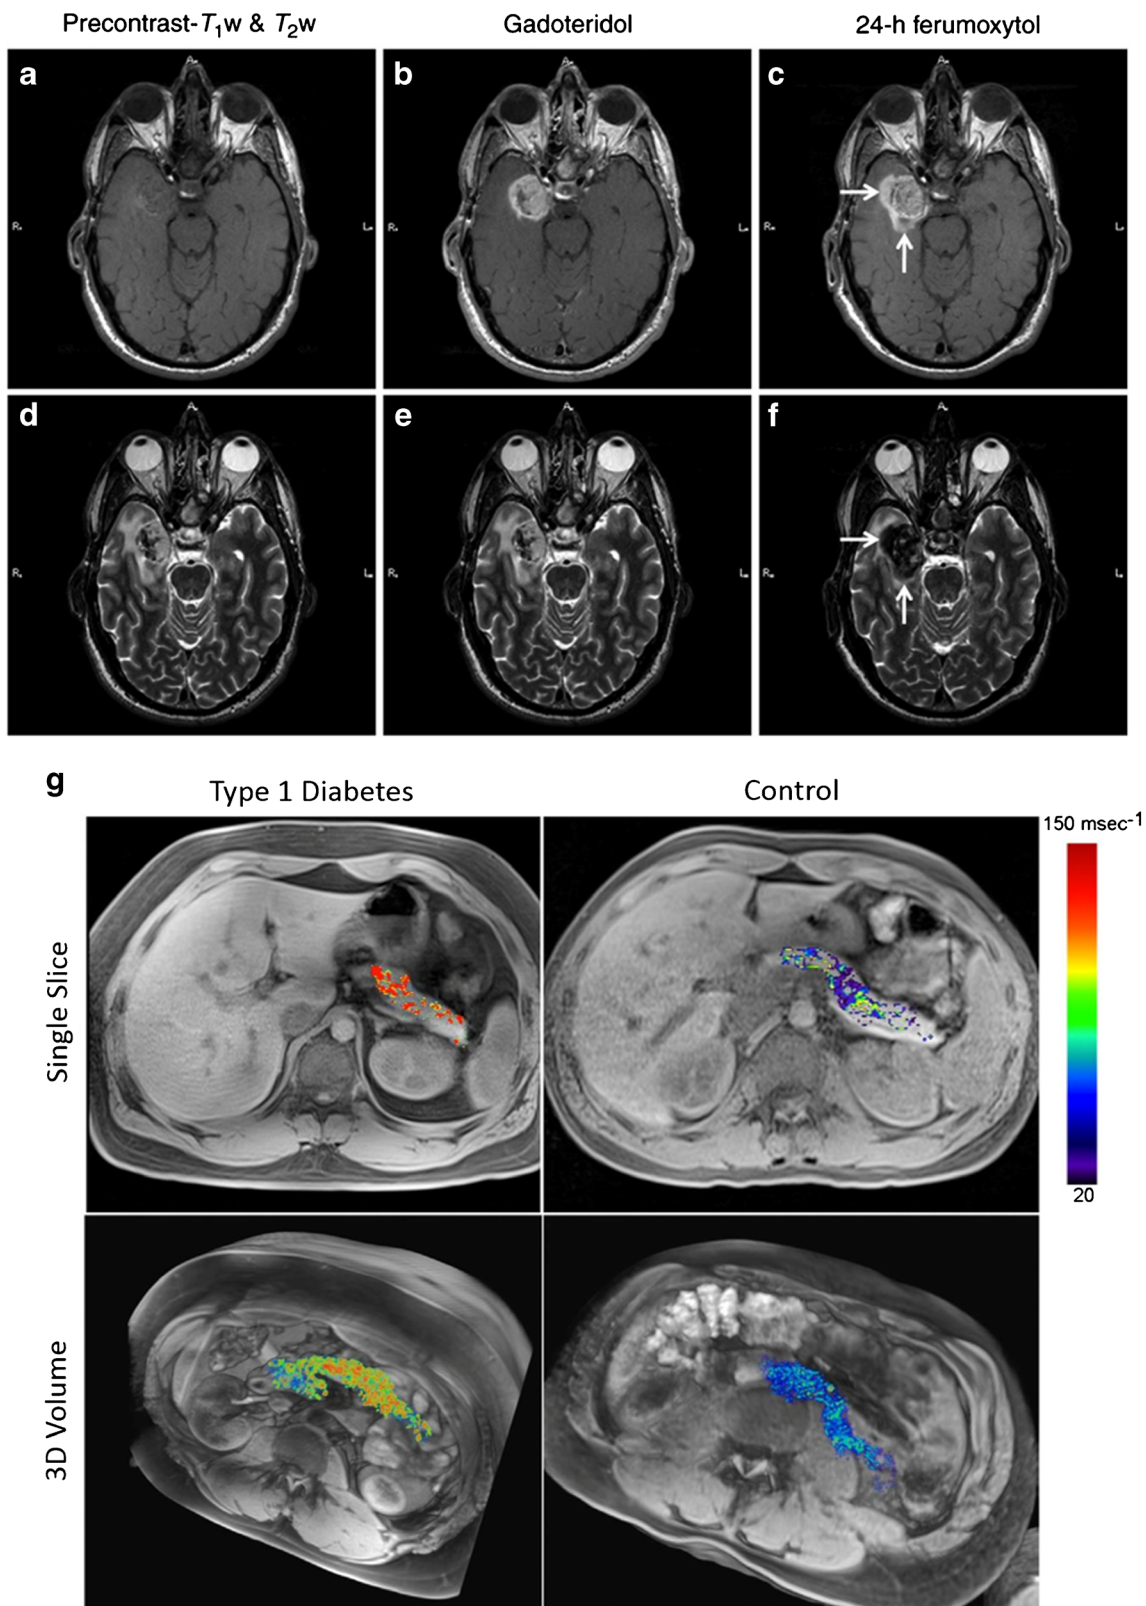 Precontrast-T1w & T2w Gadoteridol 24-h ferumoxytol
a b c
A A A
R L R L R L
d e f
A A A
R L R L R L
g
Type 1 Diabetes Control
150 msec-1
Single Slice
20
3D Volume